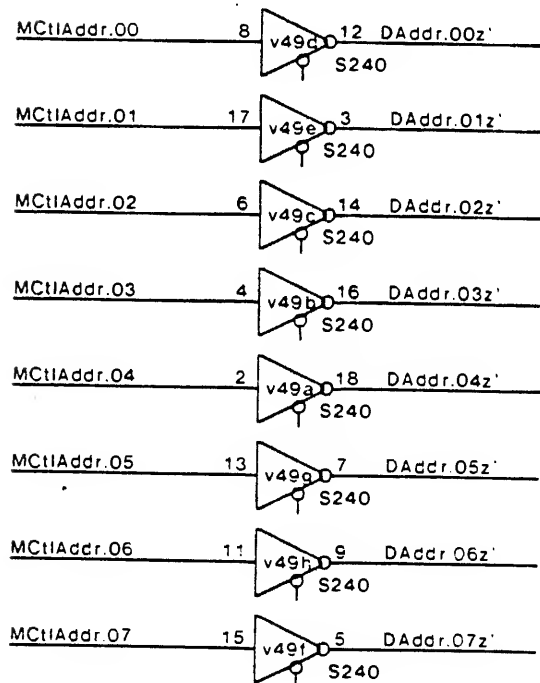 MCtlAddr.00 8 v49d 12 DAddr.00z'
S240
MCtlAddr.01 17 v49e 3 DAddr.01z'
S240
MCtlAddr.02 6 v49c 14 DAddr.02z'
S240
MCtlAddr.03 4 v49b 16 DAddr.03z'
S240
MCtlAddr.04 2 v49a 18 DAddr.04z'
S240
MCtlAddr.05 13 v49g 7 DAddr.05z'
S240
MCtlAddr.06 11 v49h 9 DAddr.06z'
S240
MCtlAddr.07 15 v49f 5 DAddr.07z'
S240